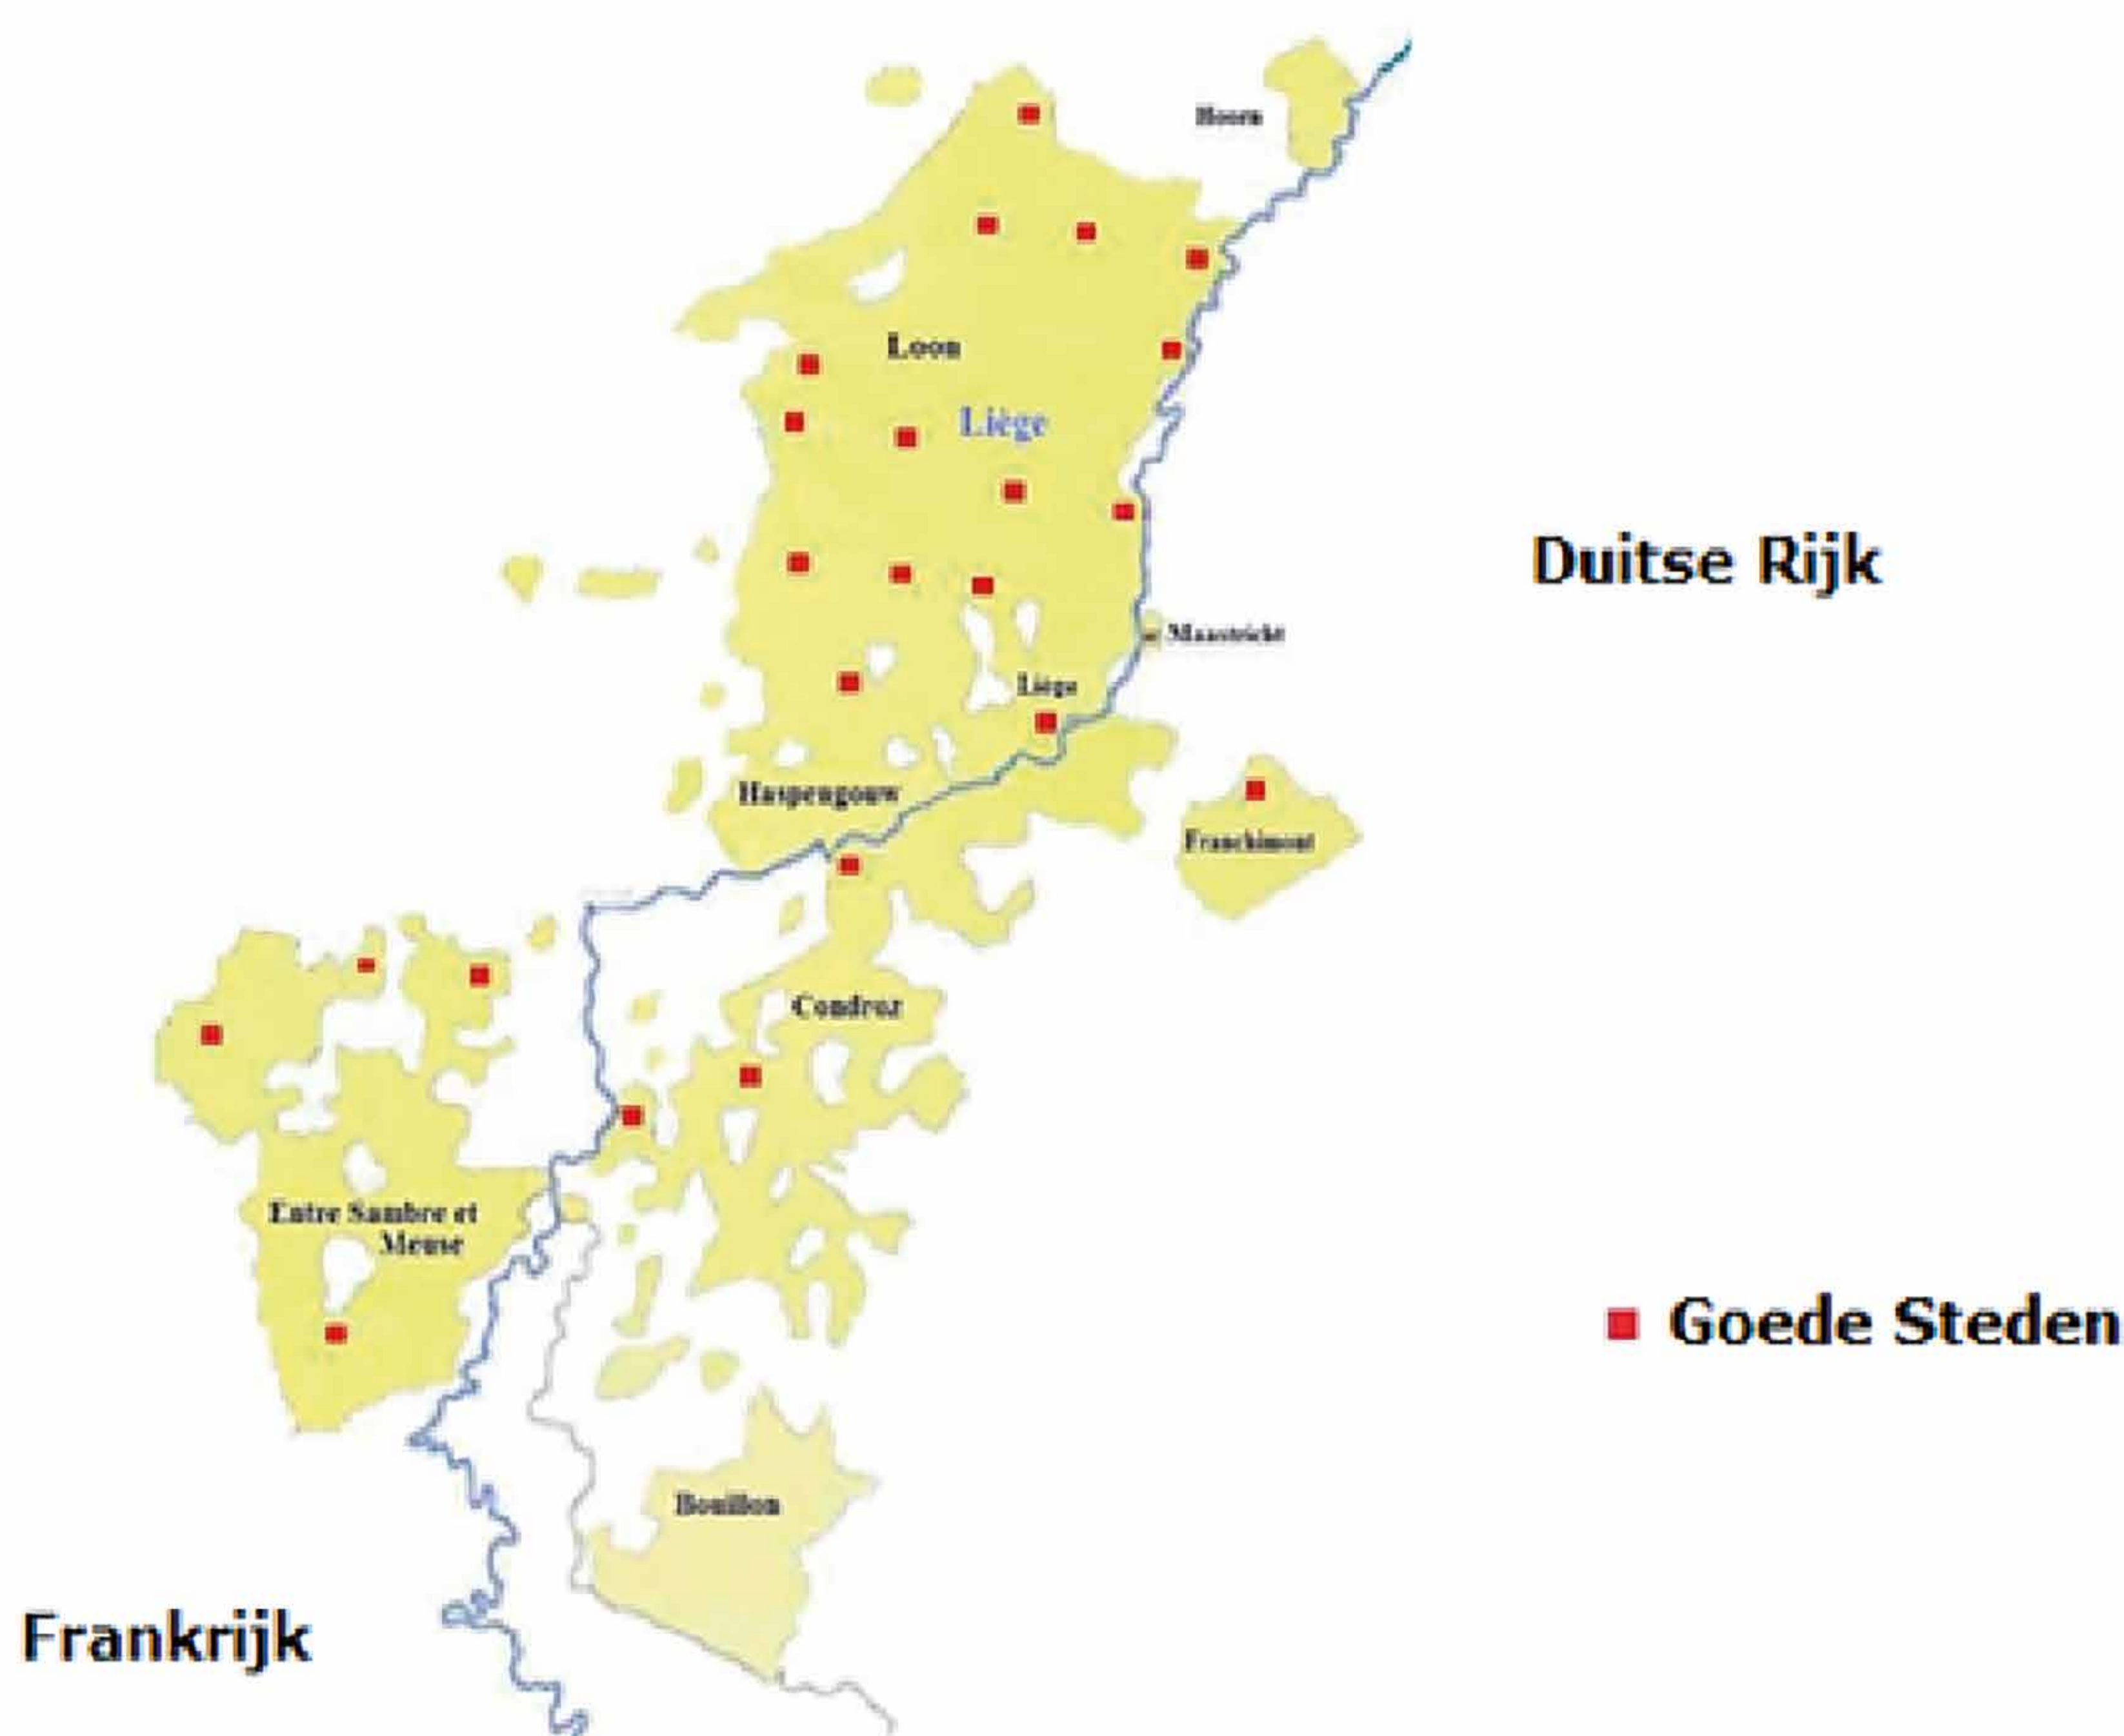 Hoorn
Loon
Liège
Duitse Rijk
Maastricht
Liège
Haspengouw
Franchimont
Condroz
Entre Sambre et
Meuse
Goede Steden
Bouillon
Frankrijk